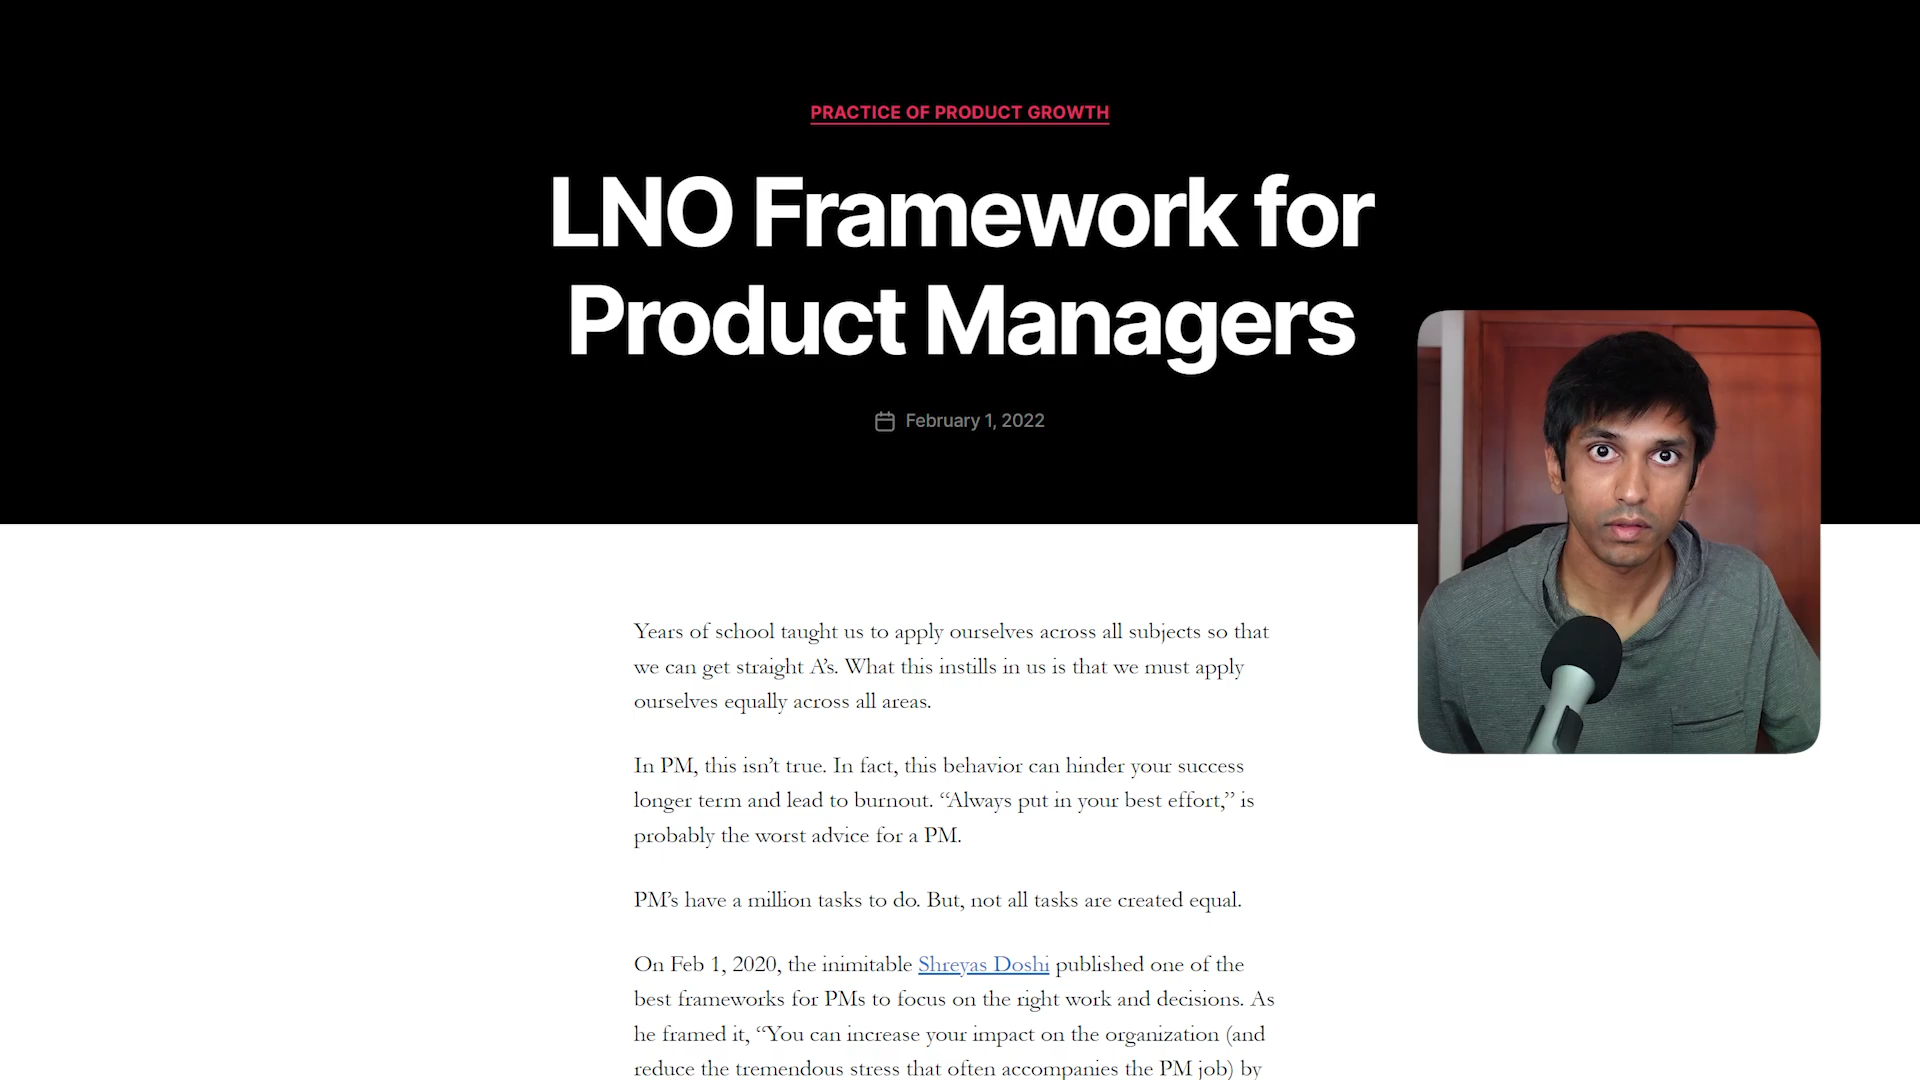 PRACTICE OF PRODUCT GROWTH
LNO Framework for
Product Managers
February 1, 2022
Years of school taught us to apply ourselves across all subjects so that
we can get straight A’s. What this instills in us is that we must apply
ourselves equally across all areas.
In PM, this isn’t true. In fact, this behavior can hinder your success
longer term and lead to burnout. “Always put in your best effort,” is
probably the worst advice for a PM.
PM’s have a million tasks to do. But, not all tasks are created equal.
On Feb 1, 2020, the inimitable Shreyas Doshi published one of the
best frameworks for PMs to focus on the right work and decisions. As
he framed it, “You can increase your impact on the organization (and
reduce the tremendous stress that often accompanies the PM job) by